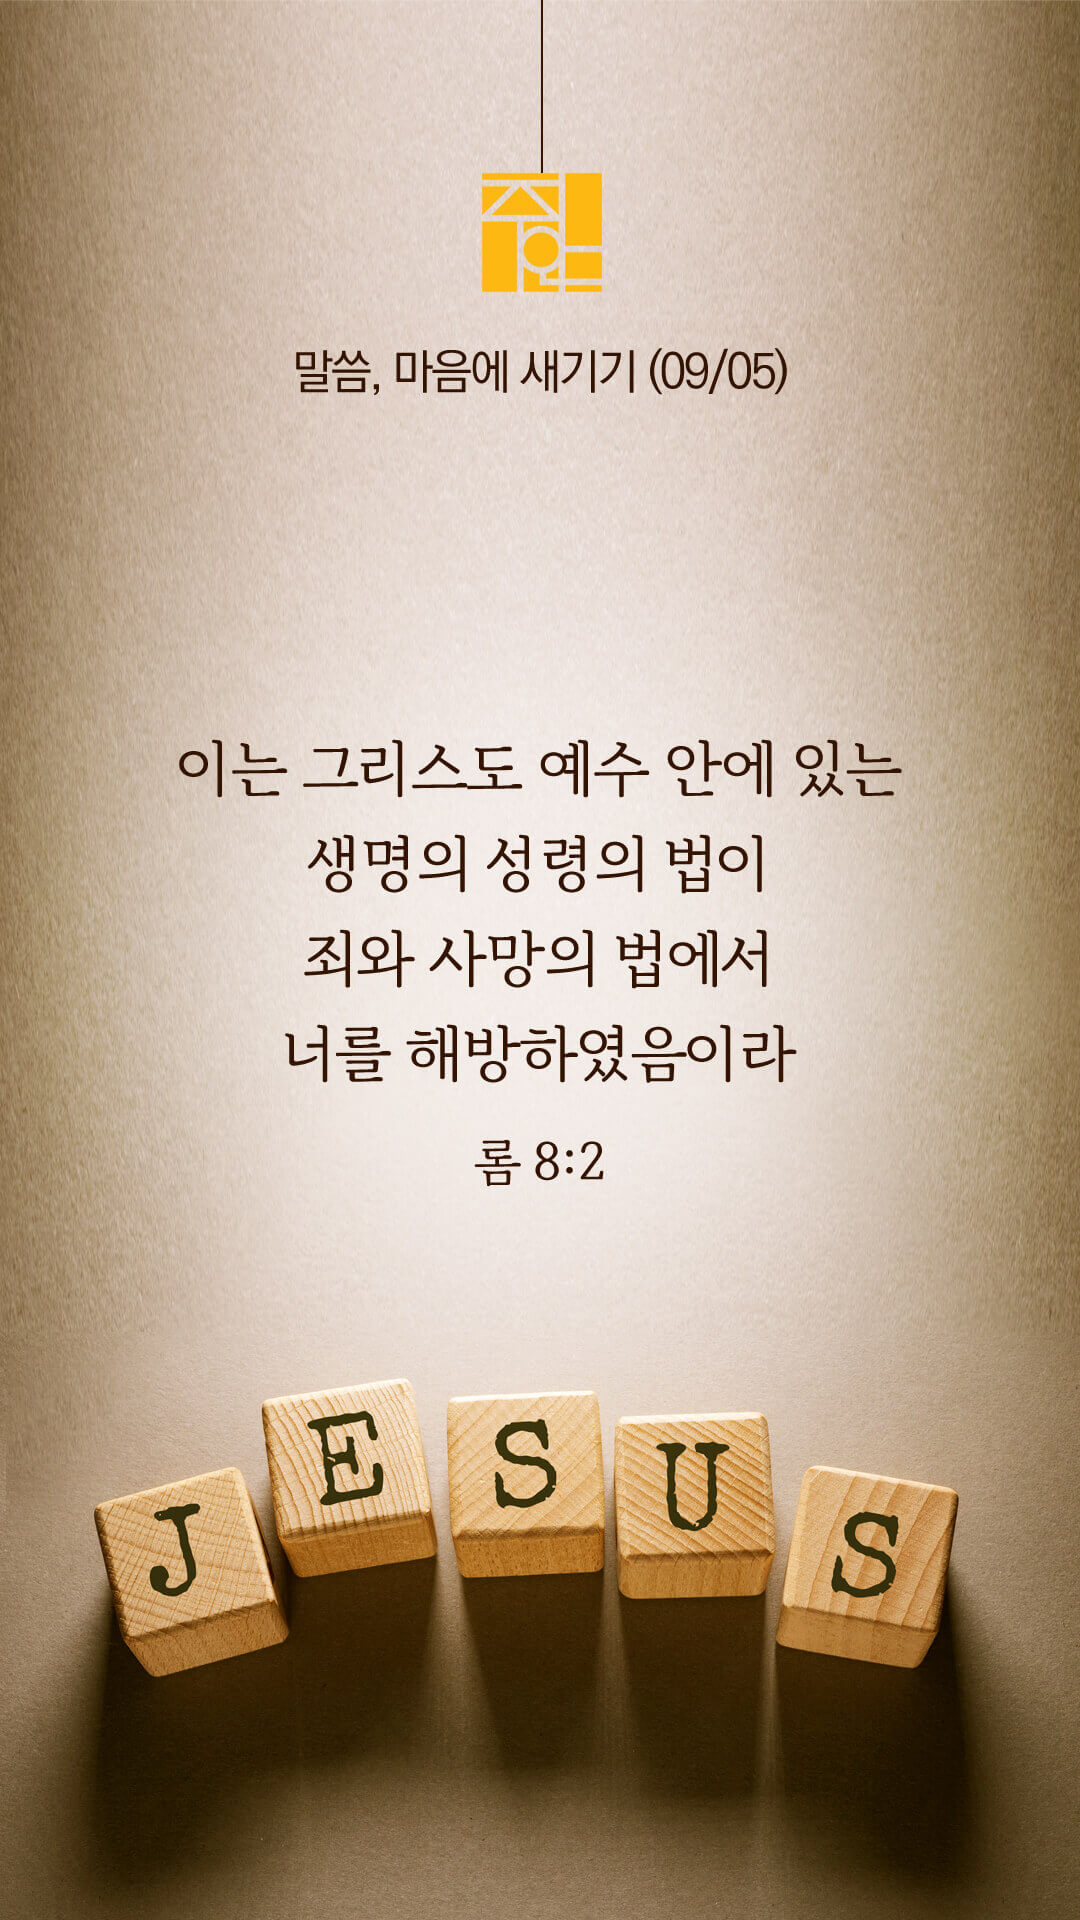 말씀, 마음에 새기기 (09/05)
이는 그리스도 예수 안에 있는
생명의 성령의 법이
죄와 사망의 법에서
너를 해방하였음이라
롬 8:2
JESUS